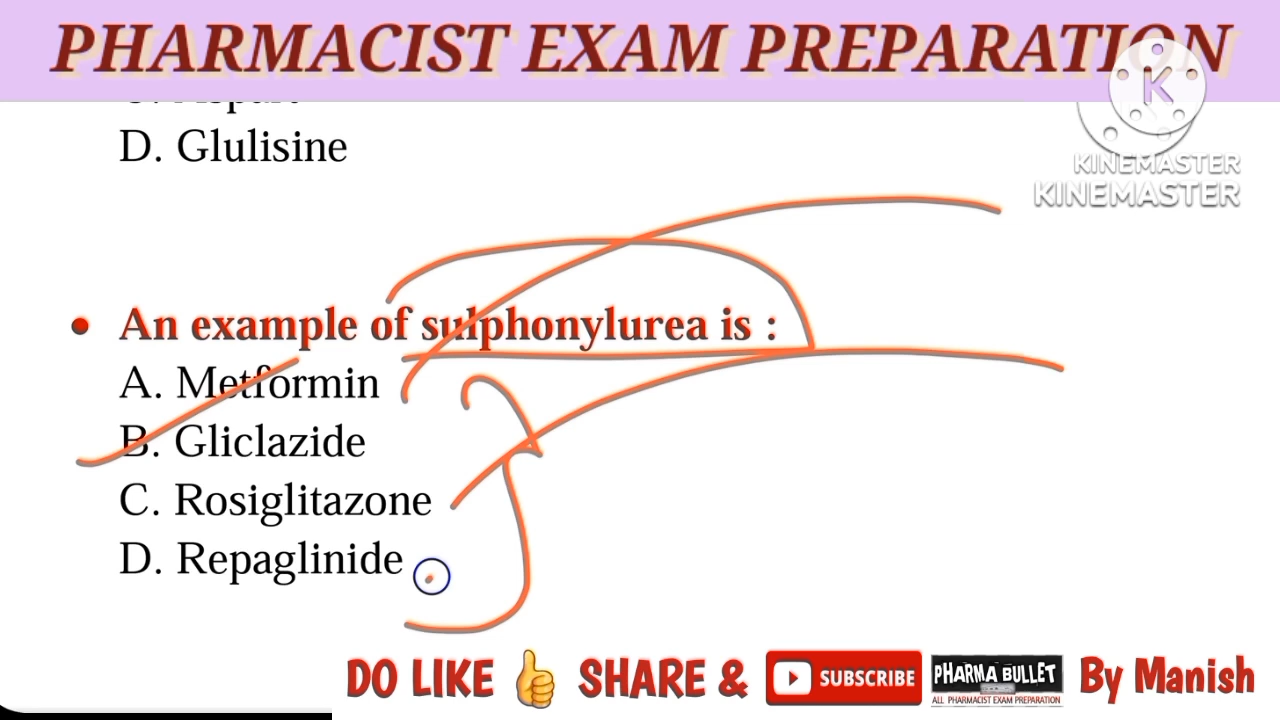 PHARMACIST EXAM PREPARATION
D. Glulisine
KINEMASTER
KINEMASTER
• An example of sulphonylurea is :
A. Metformin
B. Gliclazide
C. Rosiglitazone
D. Repaglinide
DO LIKE 👍 SHARE & SUBSCRIBE PHARMA BULLET By Manish
ALL PHARMACIST EXAM PREPARATION